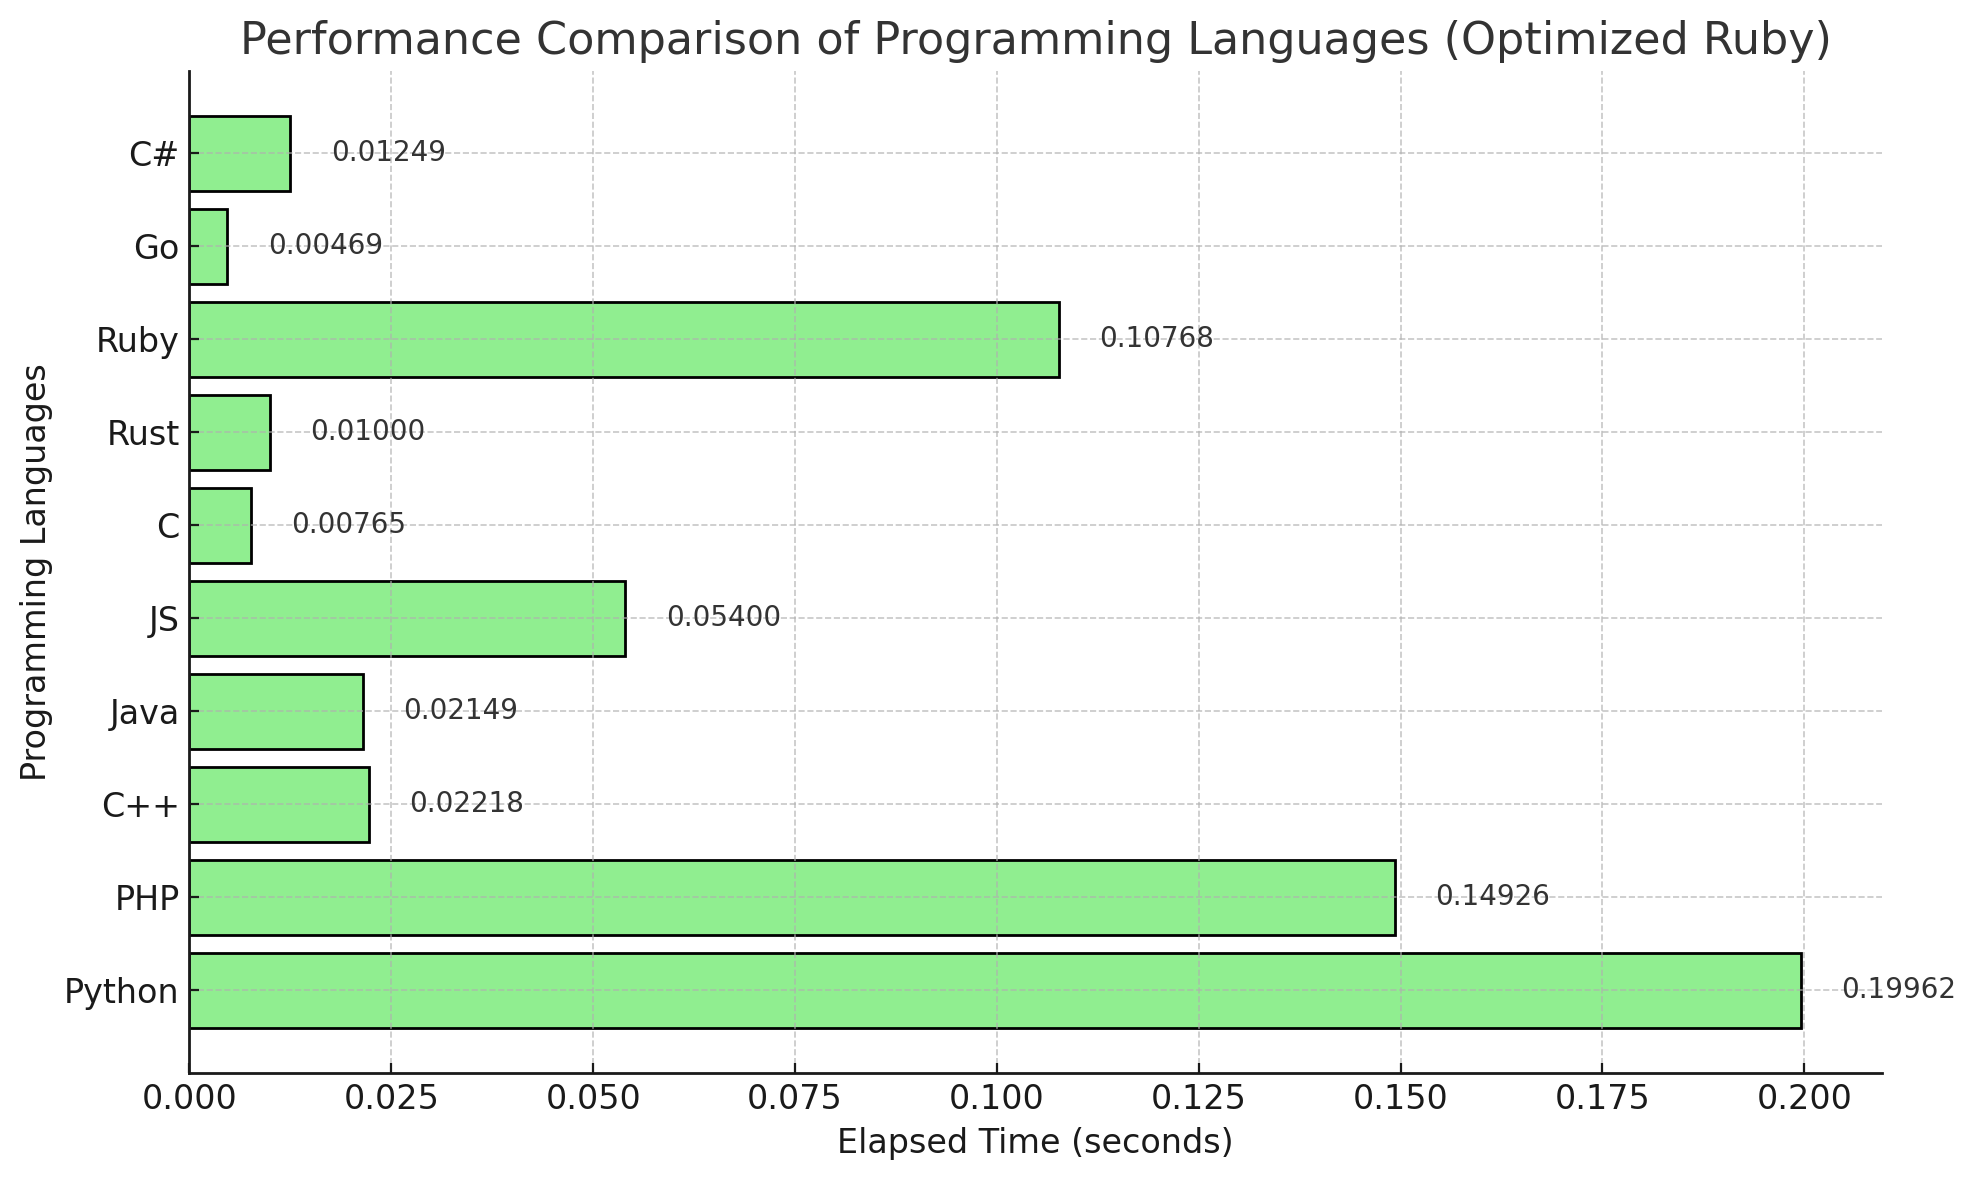 Performance Comparison of Programming Languages (Optimized Ruby)
Programming Languages
C# 0.01249
Go 0.00469
Ruby 0.10768
Rust 0.01000
C 0.00765
JS 0.05400
Java 0.02149
C++ 0.02218
PHP 0.14926
Python 0.19962
0.000 0.025 0.050 0.075 0.100 0.125 0.150 0.175 0.200
Elapsed Time (seconds)